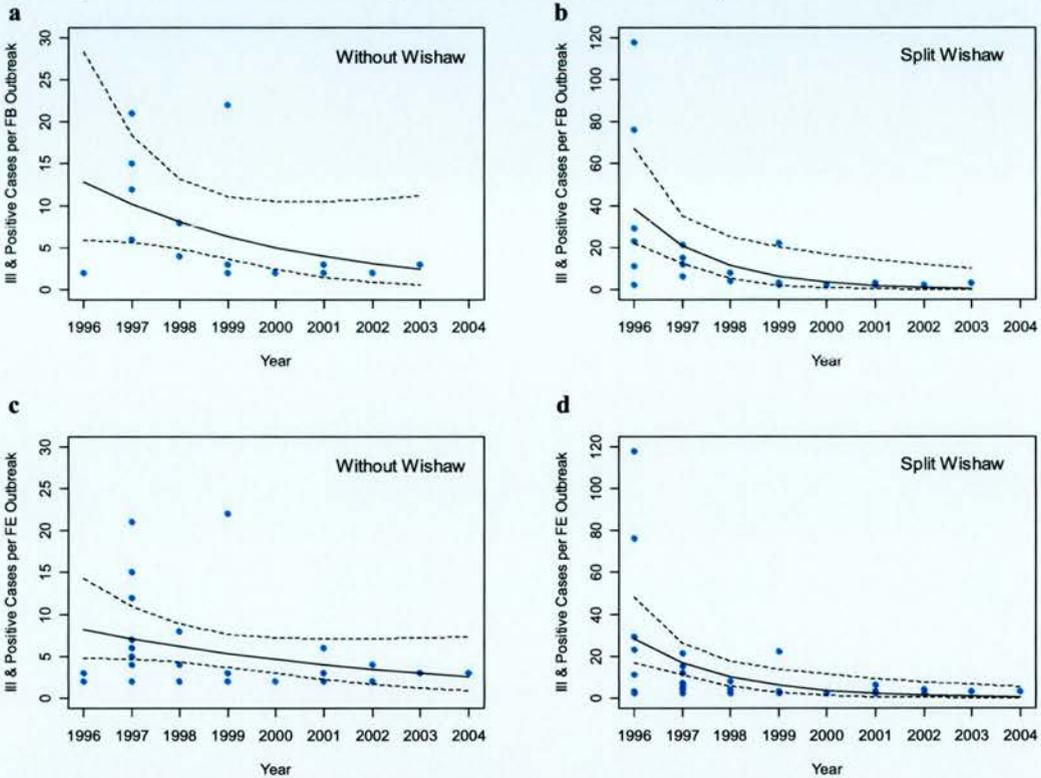 a
Without Wishaw
Ill & Positive Cases per FB Outbreak
30
25
20
15
10
5
0
1996 1997 1998 1999 2000 2001 2002 2003 2004
Year
b
Split Wishaw
Ill & Positive Cases per FB Outbreak
120
100
80
60
40
20
0
1996 1997 1998 1999 2000 2001 2002 2003 2004
Year
c
Without Wishaw
Ill & Positive Cases per FE Outbreak
30
25
20
15
10
5
0
1996 1997 1998 1999 2000 2001 2002 2003 2004
Year
d
Split Wishaw
Ill & Positive Cases per FE Outbreak
120
100
80
60
40
20
0
1996 1997 1998 1999 2000 2001 2002 2003 2004
Year